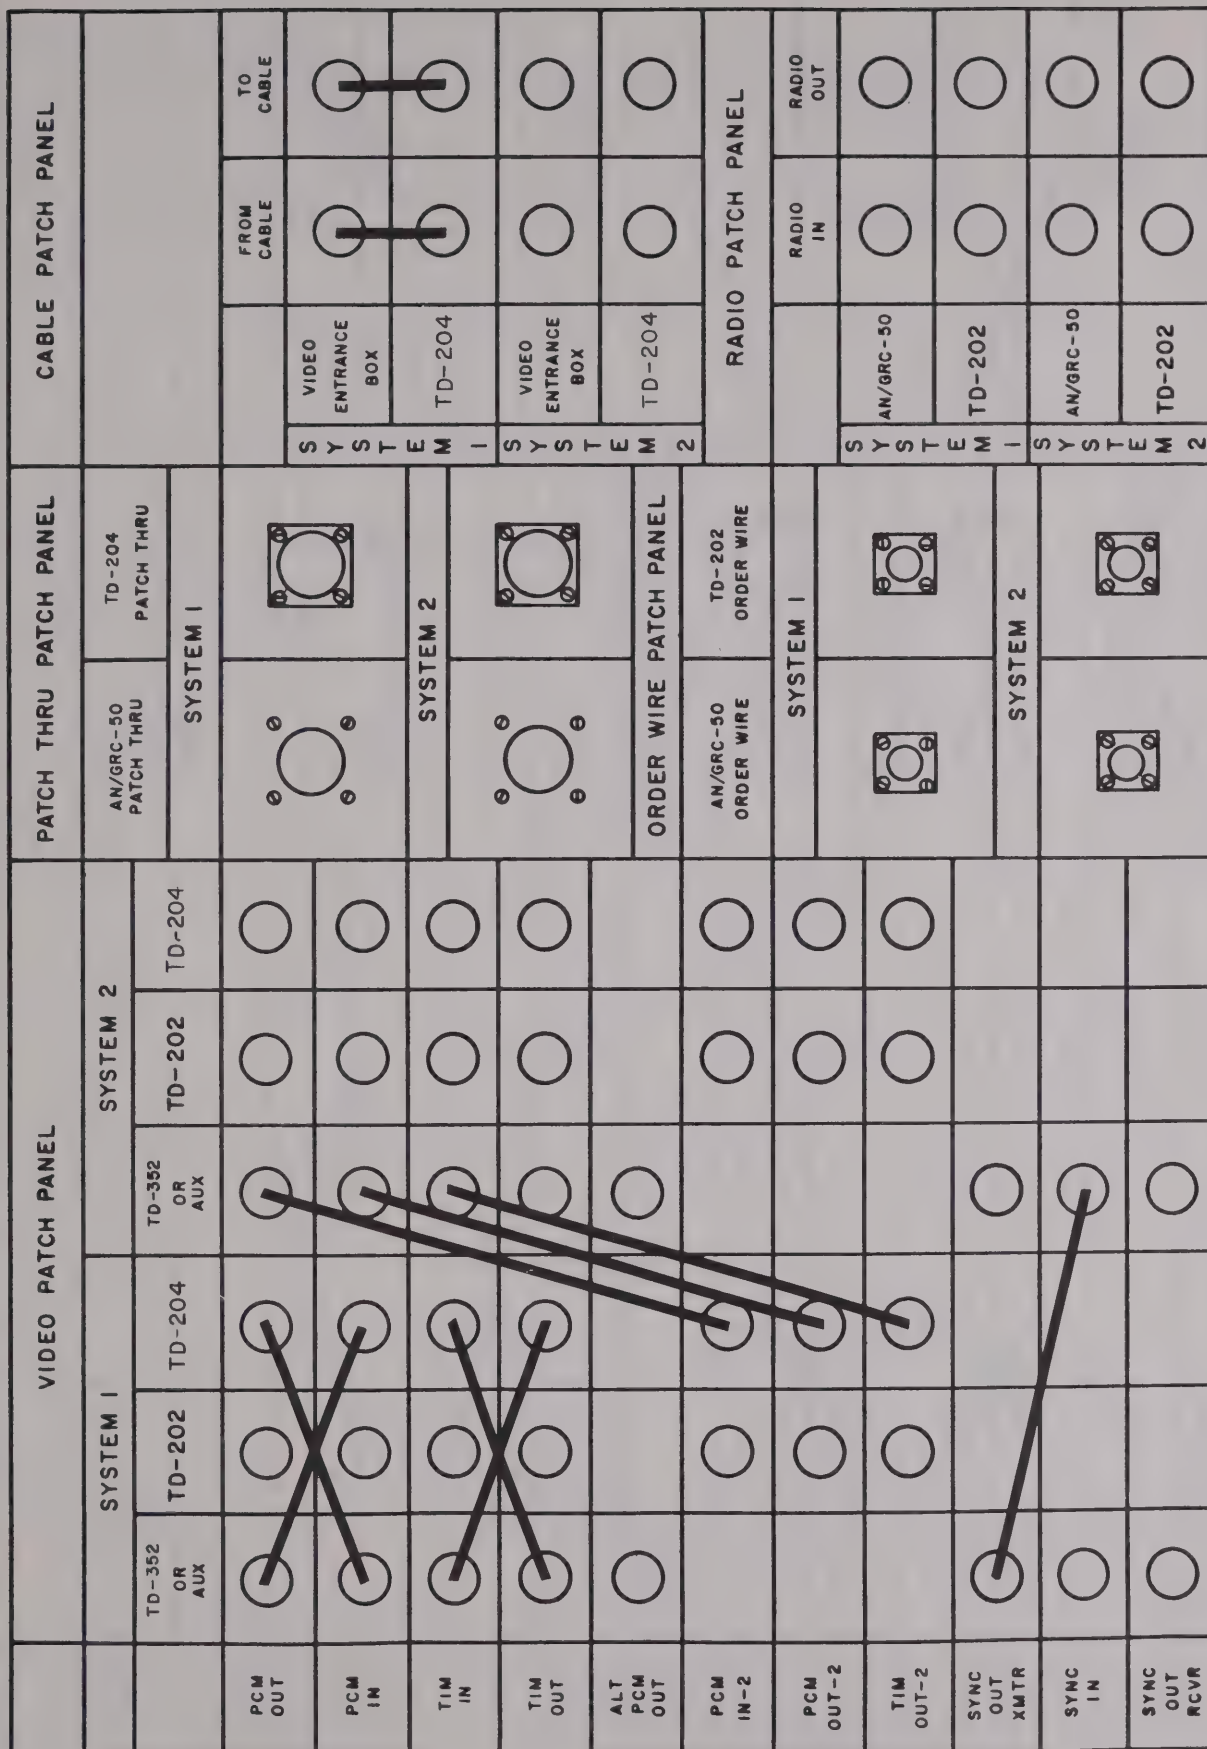 VIDEO PATCH PANEL
SYSTEM 1
SYSTEM 2
TD-352
OR
AUX
TD-202
TD-204
TD-352
OR
AUX
TD-202
TD-204
PCM
OUT
PCM
IN
TIM
IN
TIM
OUT
ALT
PCM
OUT
PCM
IN-2
PCM
OUT-2
TIM
OUT-2
SYNC
OUT
XMTR
SYNC
IN
SYNC
OUT
RCVR
PATCH THRU PATCH PANEL
AN/GRC-50
PATCH THRU
TD-204
PATCH THRU
SYSTEM 1
SYSTEM 2
ORDER WIRE PATCH PANEL
AN/GRC-50
ORDER WIRE
TD-202
ORDER WIRE
SYSTEM 1
SYSTEM 2
CABLE PATCH PANEL
FROM
CABLE
TO
CABLE
SYSTEM 1
VIDEO
ENTRANCE
BOX
TD-204
SYSTEM 2
VIDEO
ENTRANCE
BOX
TD-204
RADIO PATCH PANEL
RADIO
IN
RADIO
OUT
SYSTEM 1
AN/GRC-50
TD-202
SYSTEM 2
AN/GRC-50
TD-202